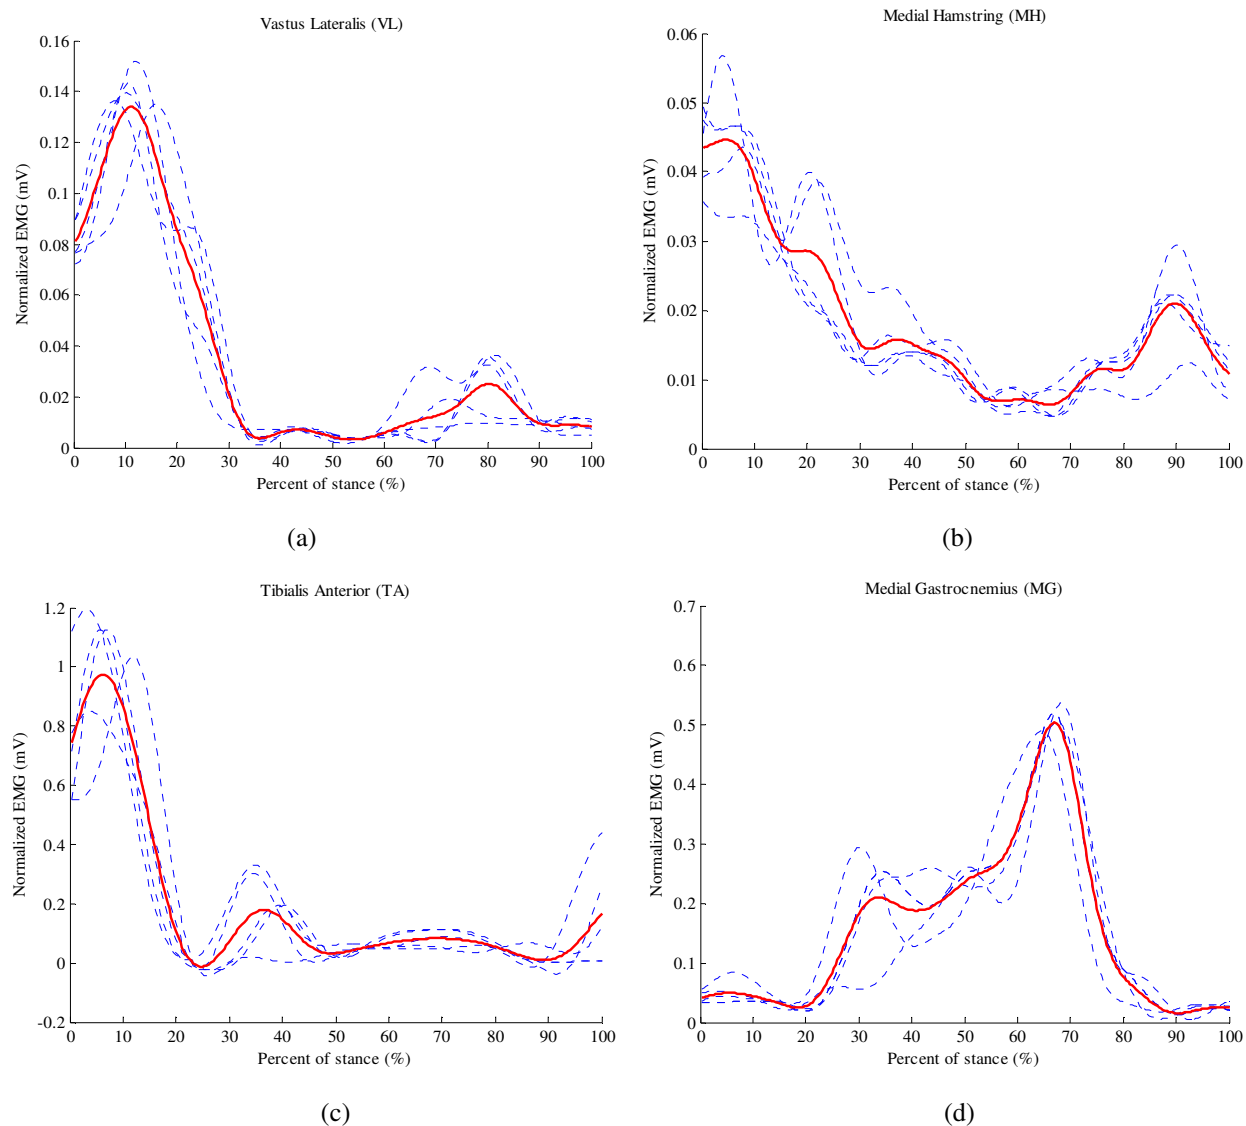 Vastus Lateralis (VL)
0.16
0.14
0.12
0.1
0.08
0.06
0.04
0.02
0
Normalized EMG (mV)
0 10 20 30 40 50 60 70 80 90 100
Percent of stance (%)
(a)
Medial Hamstring (MH)
0.06
0.05
0.04
0.03
0.02
0.01
0
Normalized EMG (mV)
0 10 20 30 40 50 60 70 80 90 100
Percent of stance (%)
(b)
Tibialis Anterior (TA)
1.2
1
0.8
0.6
0.4
0.2
0
-0.2
Normalized EMG (mV)
0 10 20 30 40 50 60 70 80 90 100
Percent of stance (%)
(c)
Medial Gastrocnemius (MG)
0.7
0.6
0.5
0.4
0.3
0.2
0.1
0
Normalized EMG (mV)
0 10 20 30 40 50 60 70 80 90 100
Percent of stance (%)
(d)